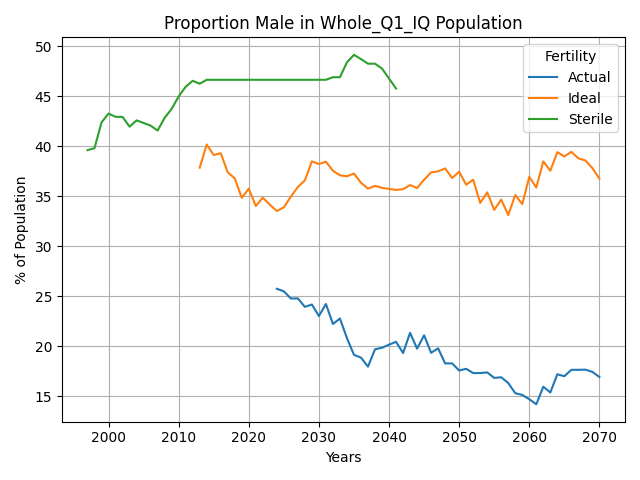 Proportion Male in Whole_Q1_IQ Population
Fertility
Actual
Ideal
Sterile
% of Population
50
45
40
35
30
25
20
15
2000
2010
2020
2030
2040
2050
2060
2070
Years